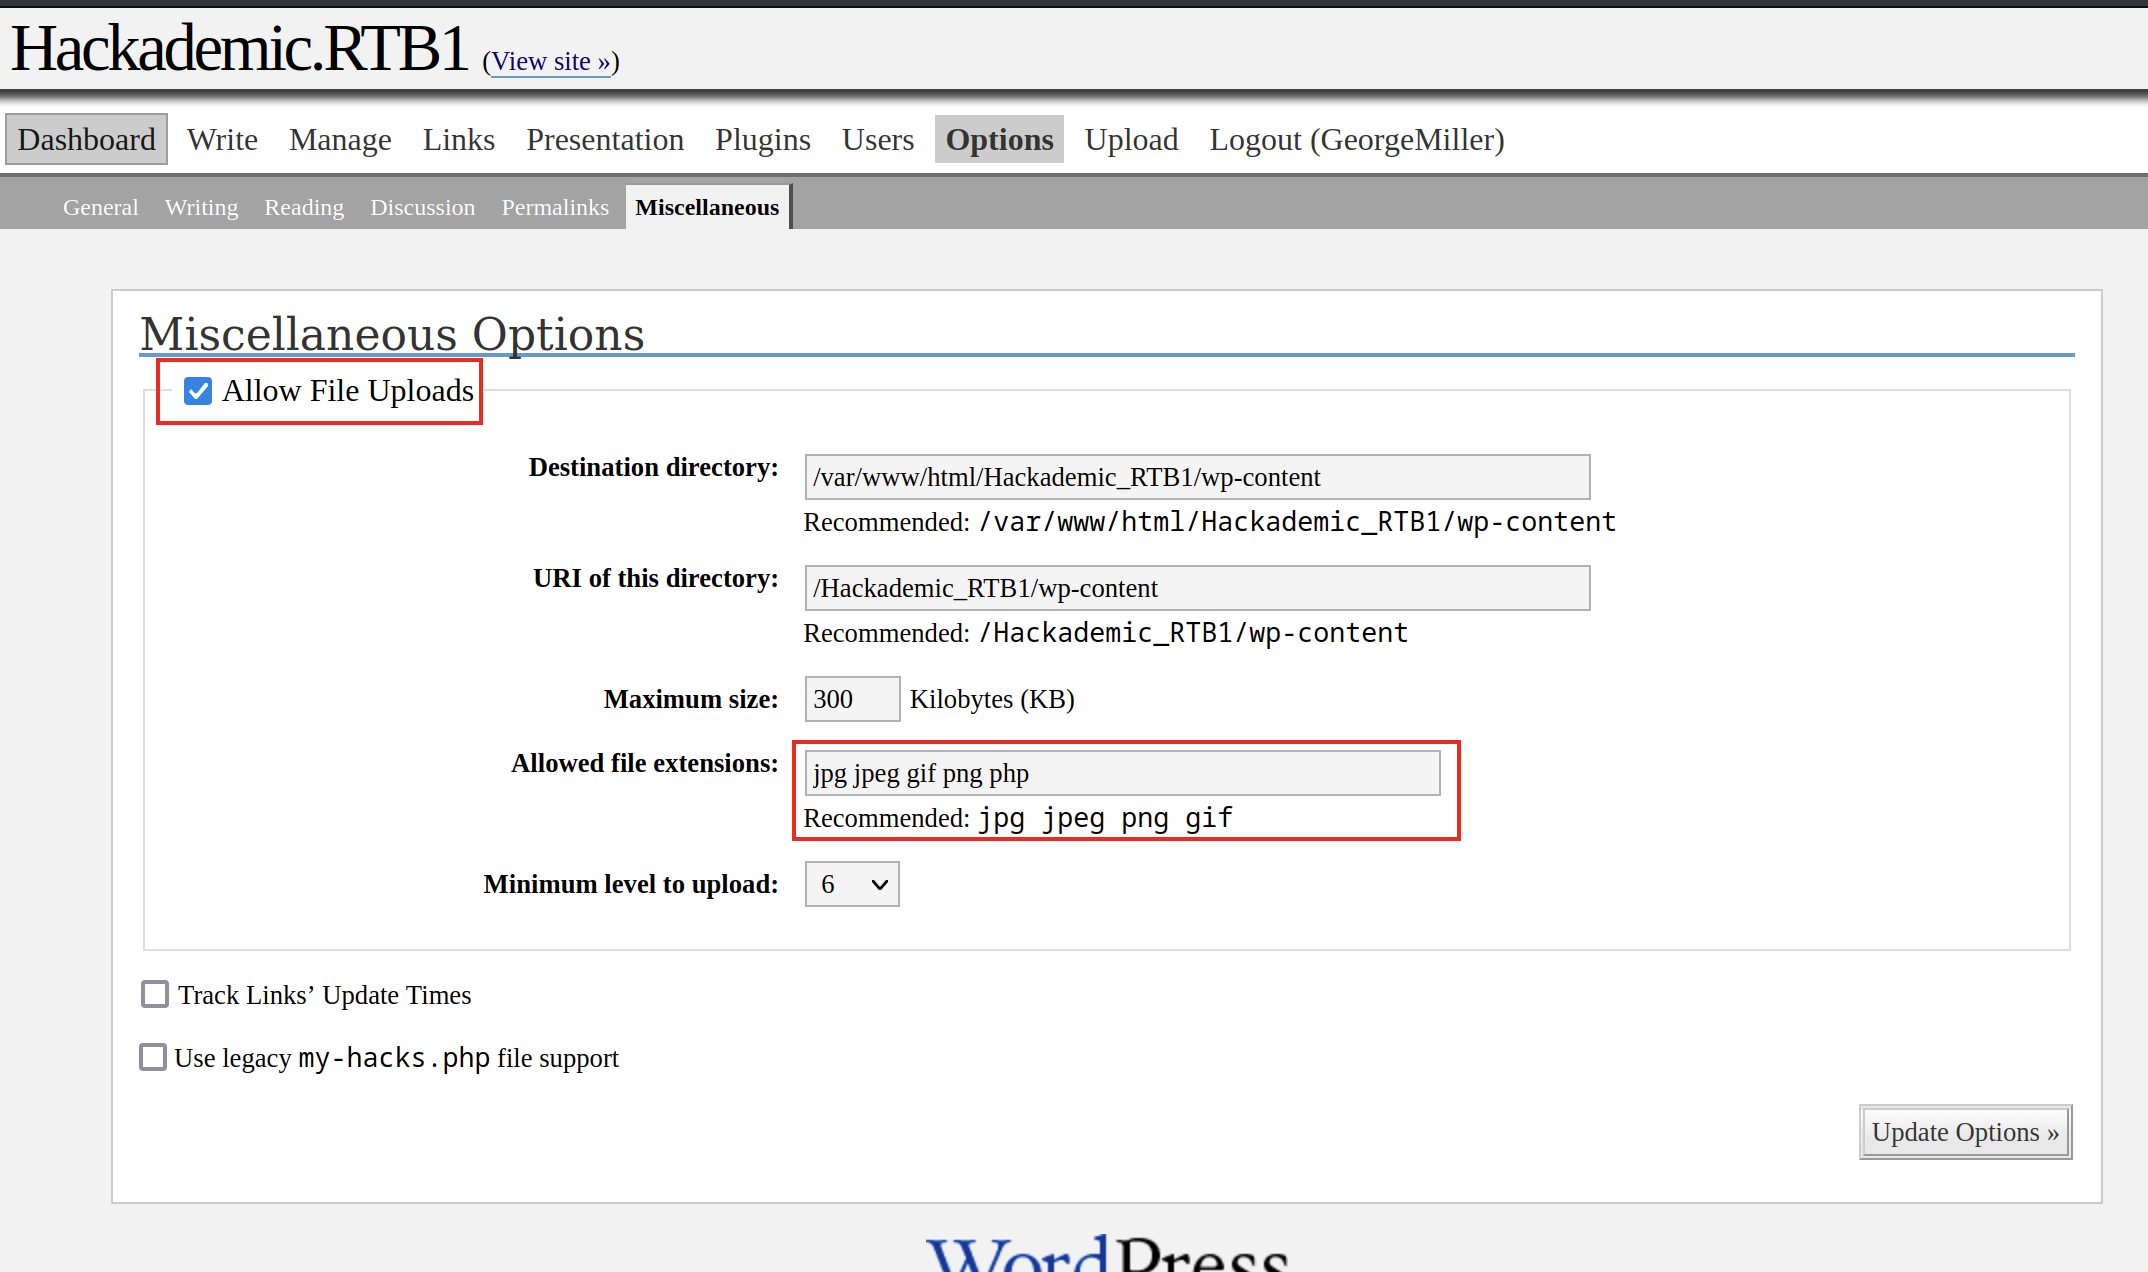 Hackademic.RTB1 (View site »)
Dashboard Write Manage Links Presentation Plugins Users Options Upload Logout (GeorgeMiller)
General Writing Reading Discussion Permalinks Miscellaneous
Miscellaneous Options
Allow File Uploads
Destination directory: /var/www/html/Hackademic_RTB1/wp-content
Recommended: /var/www/html/Hackademic_RTB1/wp-content
URI of this directory: /Hackademic_RTB1/wp-content
Recommended: /Hackademic_RTB1/wp-content
Maximum size: 300 Kilobytes (KB)
Allowed file extensions: jpg jpeg gif png php
Recommended: jpg jpeg png gif
Minimum level to upload: 6
Track Links’ Update Times
Use legacy my-hacks.php file support
Update Options »
WordPress